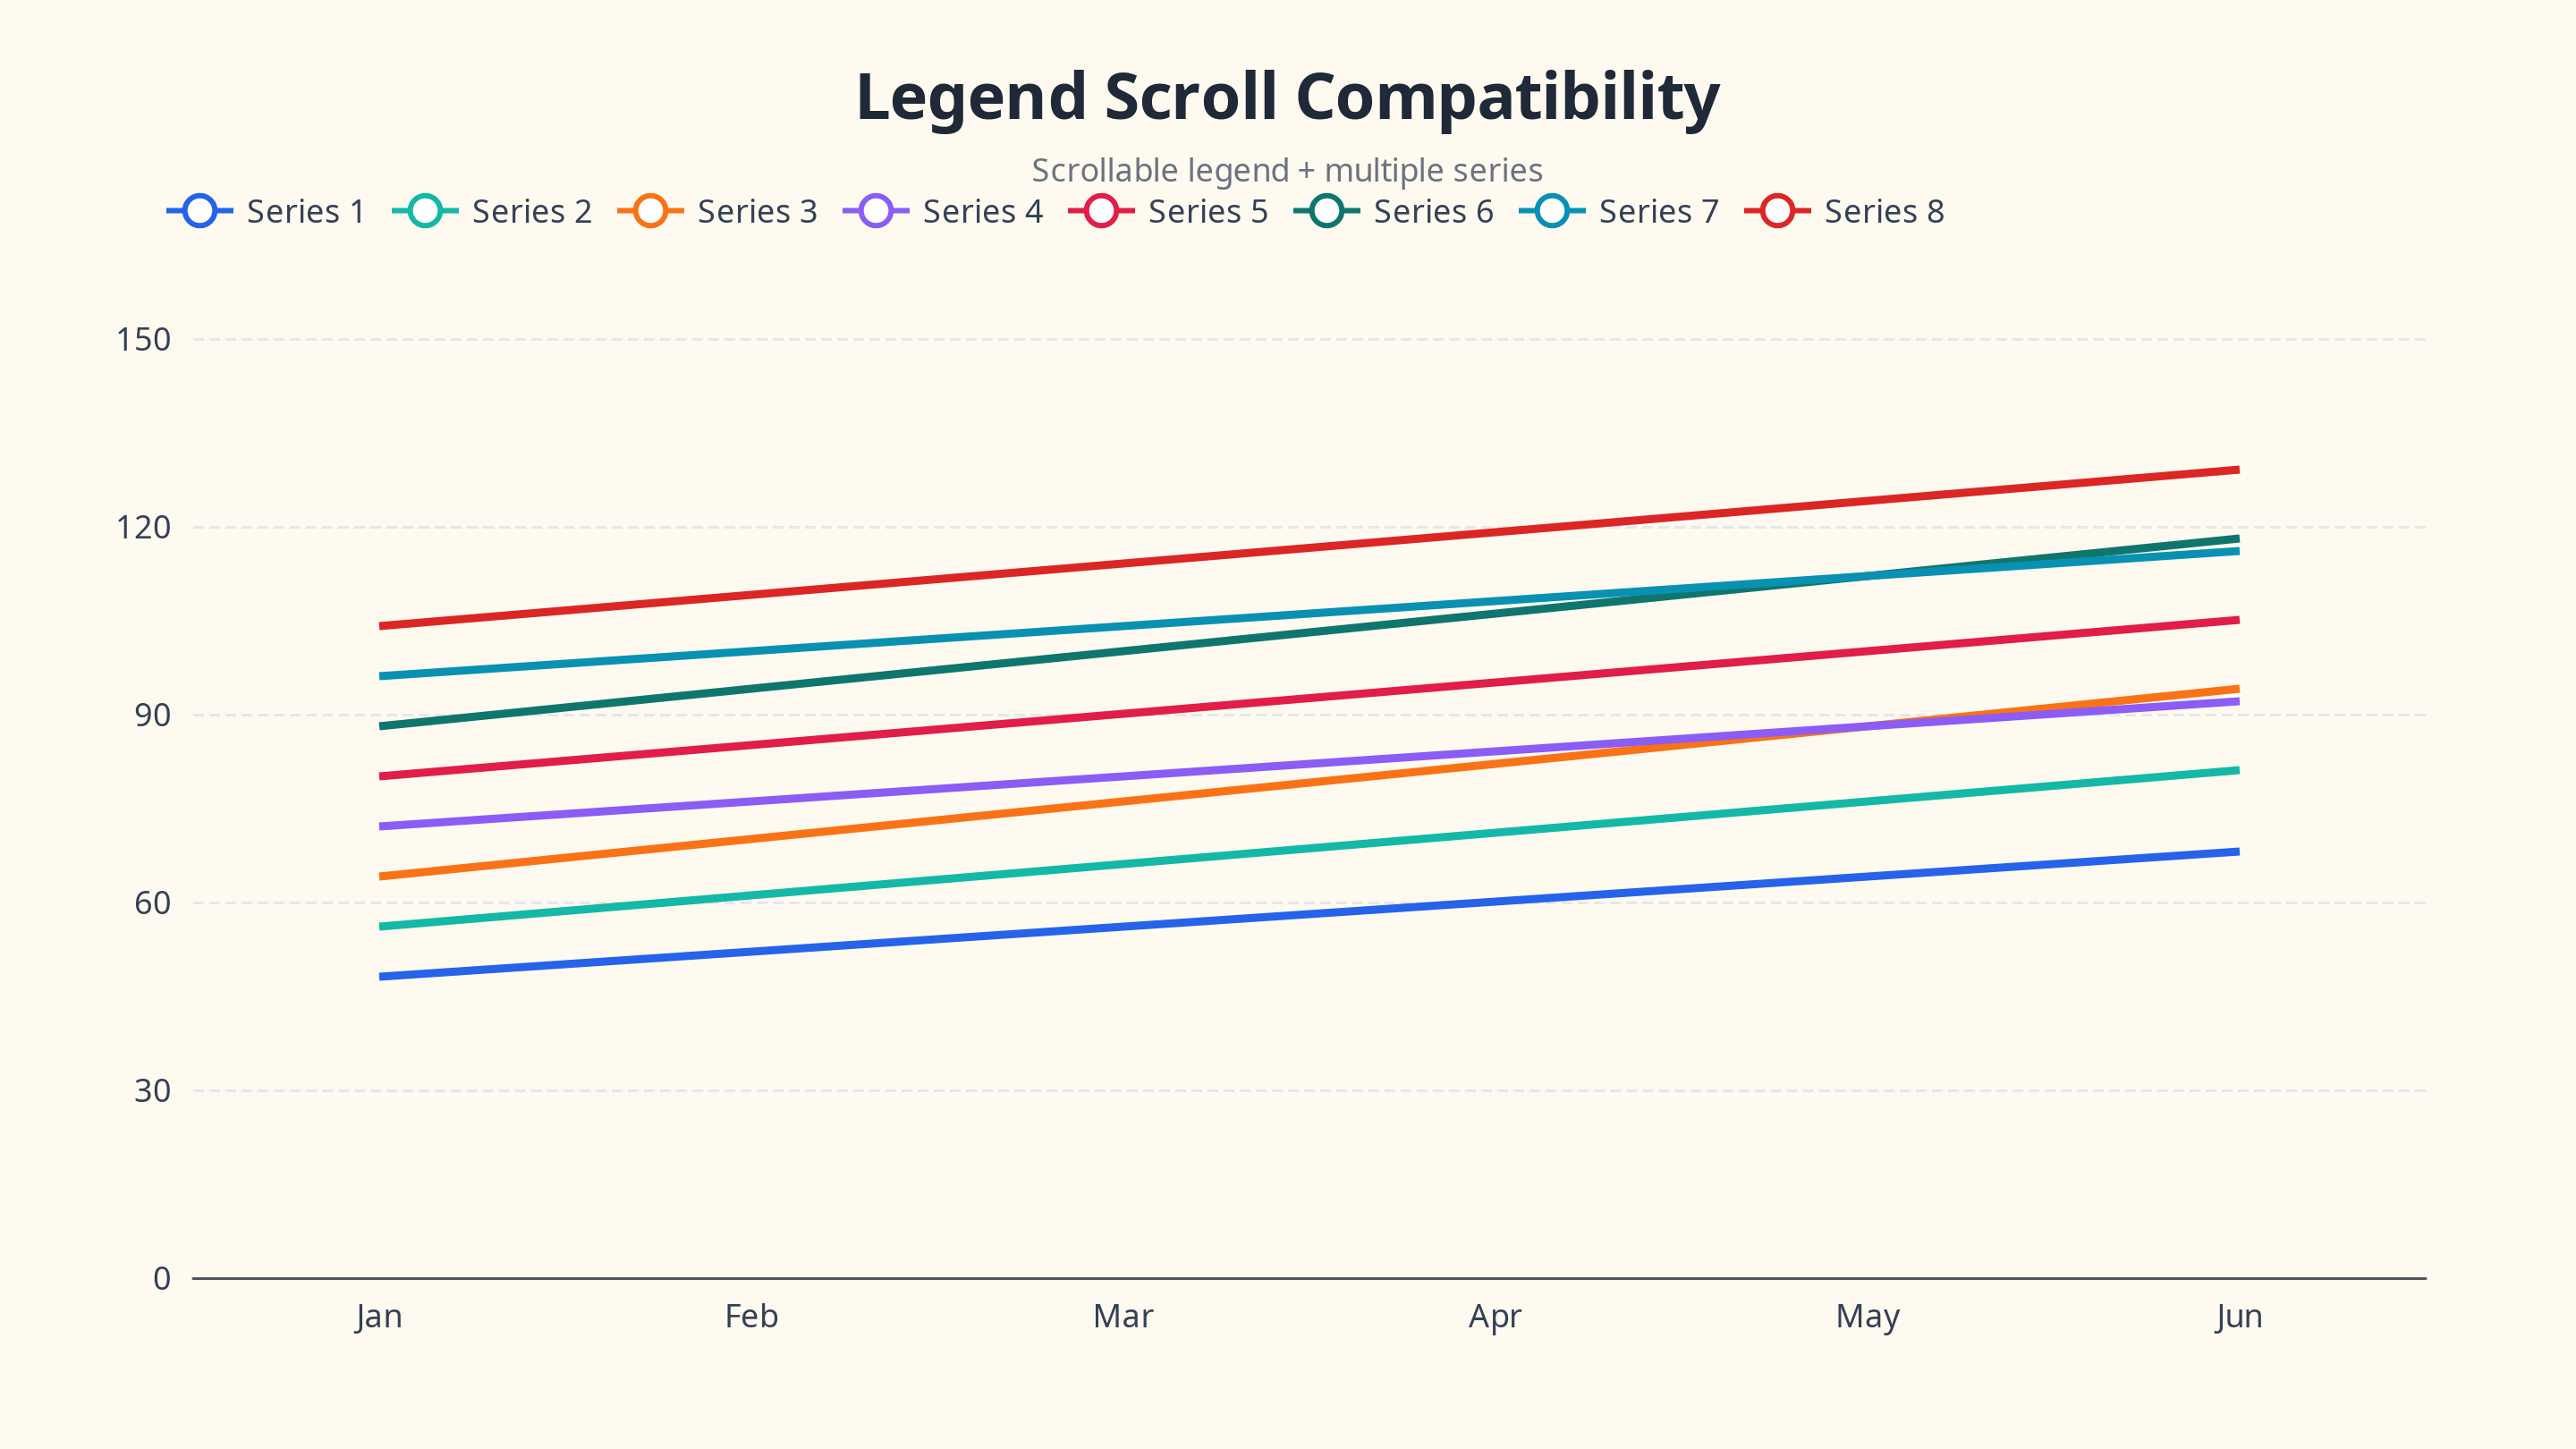 Legend Scroll Compatibility
Scrollable legend + multiple series
Series 1 Series 2 Series 3 Series 4 Series 5 Series 6 Series 7 Series 8
150
120
90
60
30
0
Jan Feb Mar Apr May Jun